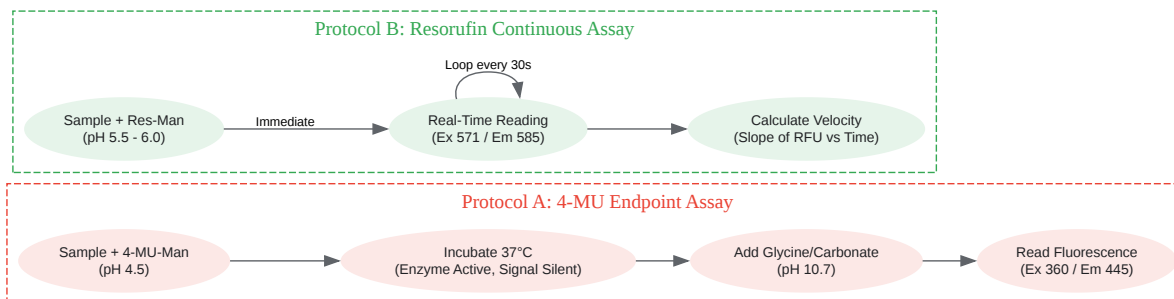 Protocol B: Resorufin Continuous Assay
Loop every 30s
Sample + Res-Man
(pH 5.5 - 6.0)
Immediate
Real-Time Reading
(Ex 571 / Em 585)
Calculate Velocity
(Slope of RFU vs Time)
Protocol A: 4-MU Endpoint Assay
Sample + 4-MU-Man
(pH 4.5)
Incubate 37°C
(Enzyme Active, Signal Silent)
Add Glycine/Carbonate
(pH 10.7)
Read Fluorescence
(Ex 360 / Em 445)